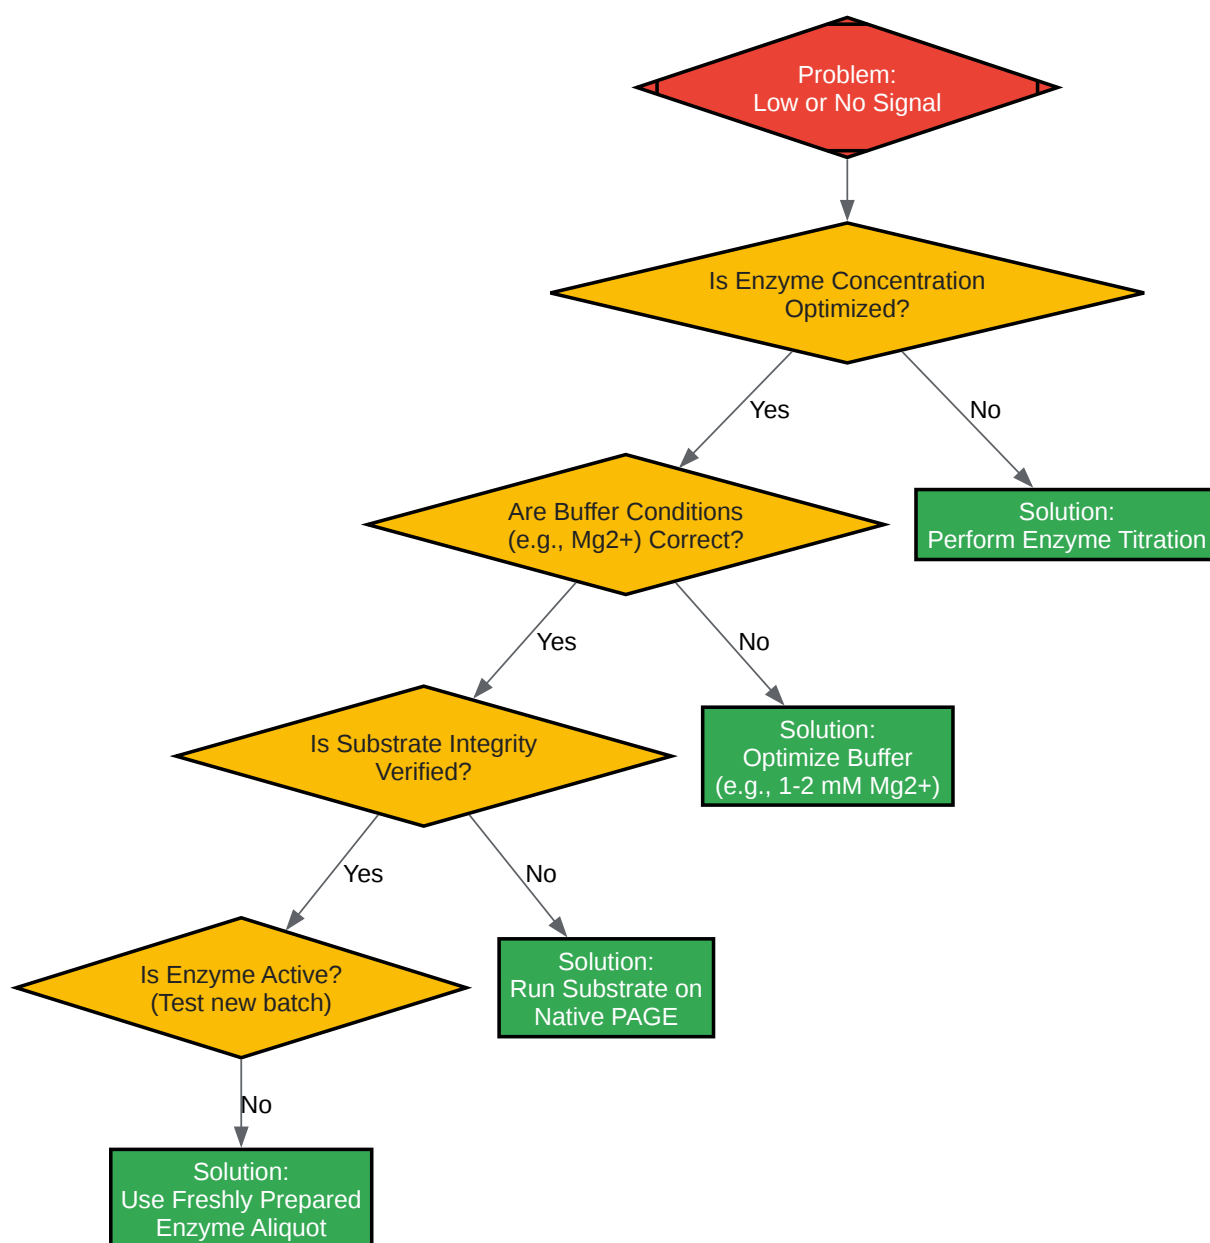 Problem:
Low or No Signal
Is Enzyme Concentration
Optimized?
Yes
No
Are Buffer Conditions
(e.g., Mg2+) Correct?
Solution:
Perform Enzyme Titration
Yes
No
Is Substrate Integrity
Verified?
Solution:
Optimize Buffer
(e.g., 1-2 mM Mg2+)
Yes
No
Is Enzyme Active?
(Test new batch)
Solution:
Run Substrate on
Native PAGE
No
Solution:
Use Freshly Prepared
Enzyme Aliquot